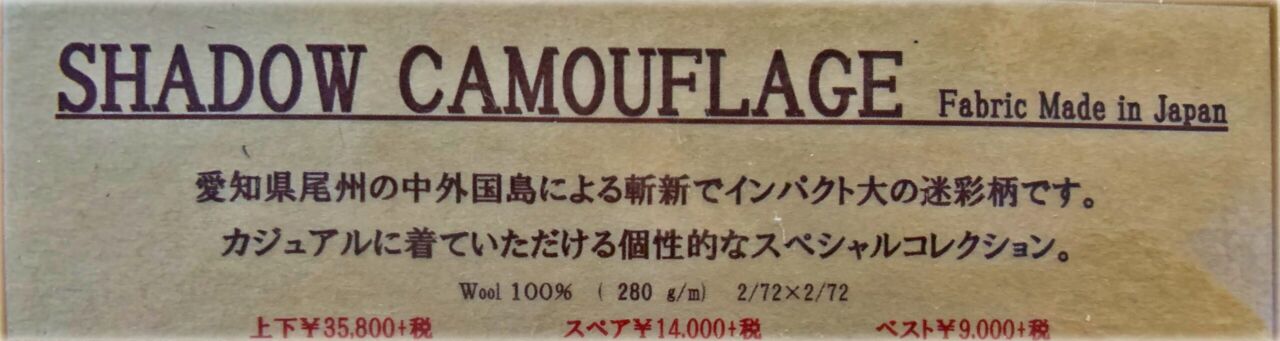 SHADOW CAMOUFLAGE Fabric Made in Japan
愛知県尾州の中外国島による斬新でインパクト大の迷彩柄です。
カジュアルに着ていただける個性的なスペシャルコレクション。
Wool 100% ( 280 g/m) 2/72×2/72
上下¥35,800+税 スペア¥14,000+税 ベスト¥9,000+税